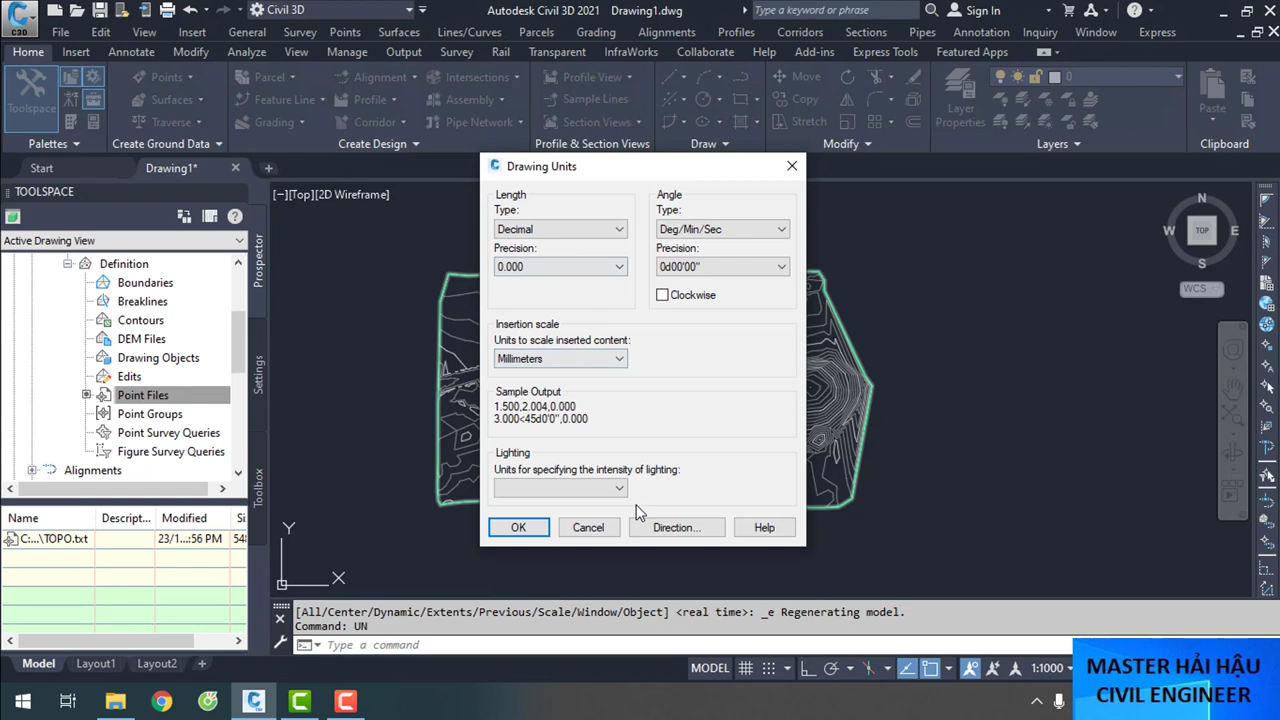 Civil 3D
Autodesk Civil 3D 2021 Drawing1.dwg
Type a keyword or phrase
Sign In
C3D
File Edit View Insert General Survey Points Surfaces Lines/Curves Parcels Grading Alignments Profiles Corridors Sections Pipes Annotation Inquiry Window Express
Home Insert Annotate Modify Analyze View Manage Output Survey Rail Transparent InfraWorks Collaborate Help Add-ins Express Tools Featured Apps
Toolspace
Points
Surfaces
Traverse
Parcel
Feature Line
Grading
Alignment
Profile
Corridor
Intersections
Assembly
Pipe Network
Profile View
Sample Lines
Section Views
Move
Copy
Stretch
Layer
Properties
0
Paste
Palettes Create Ground Data Create Design Profile & Section Views Draw Modify Layers Clipboard
Start Drawing1*
TOOLSPACE
Active Drawing View
Definition
Boundaries
Breaklines
Contours
DEM Files
Drawing Objects
Edits
Point Files
Point Groups
Point Survey Queries
Figure Survey Queries
Alignments
Prospector
Settings
Toolbox
Name Descript... Modified Si
C:...\TOPO.txt 23/1...:56 PM 548
[−][Top][2D Wireframe]
N
W TOP E
S
WCS
Drawing Units
Length
Type:
Decimal
Precision:
0.000
Angle
Type:
Deg/Min/Sec
Precision:
0d00'00"
Clockwise
Insertion scale
Units to scale inserted content:
Millimeters
Sample Output
1.500,2.004,0.000
3.000<45d0'0",0.000
Lighting
Units for specifying the intensity of lighting:
OK Cancel Direction... Help
Y
X
[All/Center/Dynamic/Extents/Previous/Scale/Window/Object] <real time>: _e Regenerating model.
Command: UN
Type a command
Model Layout1 Layout2
MODEL
1:1000
MASTER HẢI HẬU
CIVIL ENGINEER